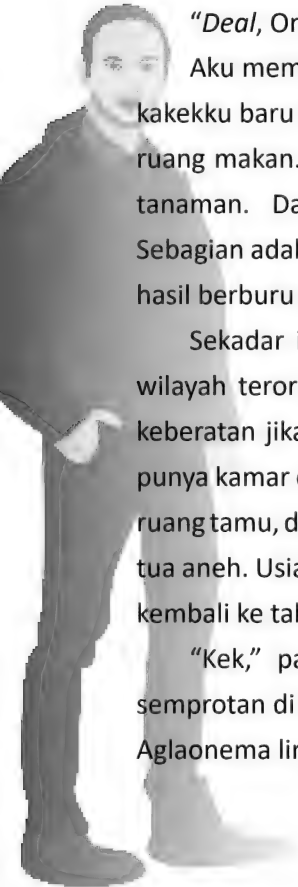 “Deal, On
Aku mem
kakekku baru
ruang makan.
tanaman. Da
Sebagian adal
hasil berburu
Sekadar i
wilayah teror
keberatan jika
punya kamar
ruang tamu, d
tua aneh. Usia
kembali ke tal
“Kek,” pa
semprotan di
Aglaonema lin